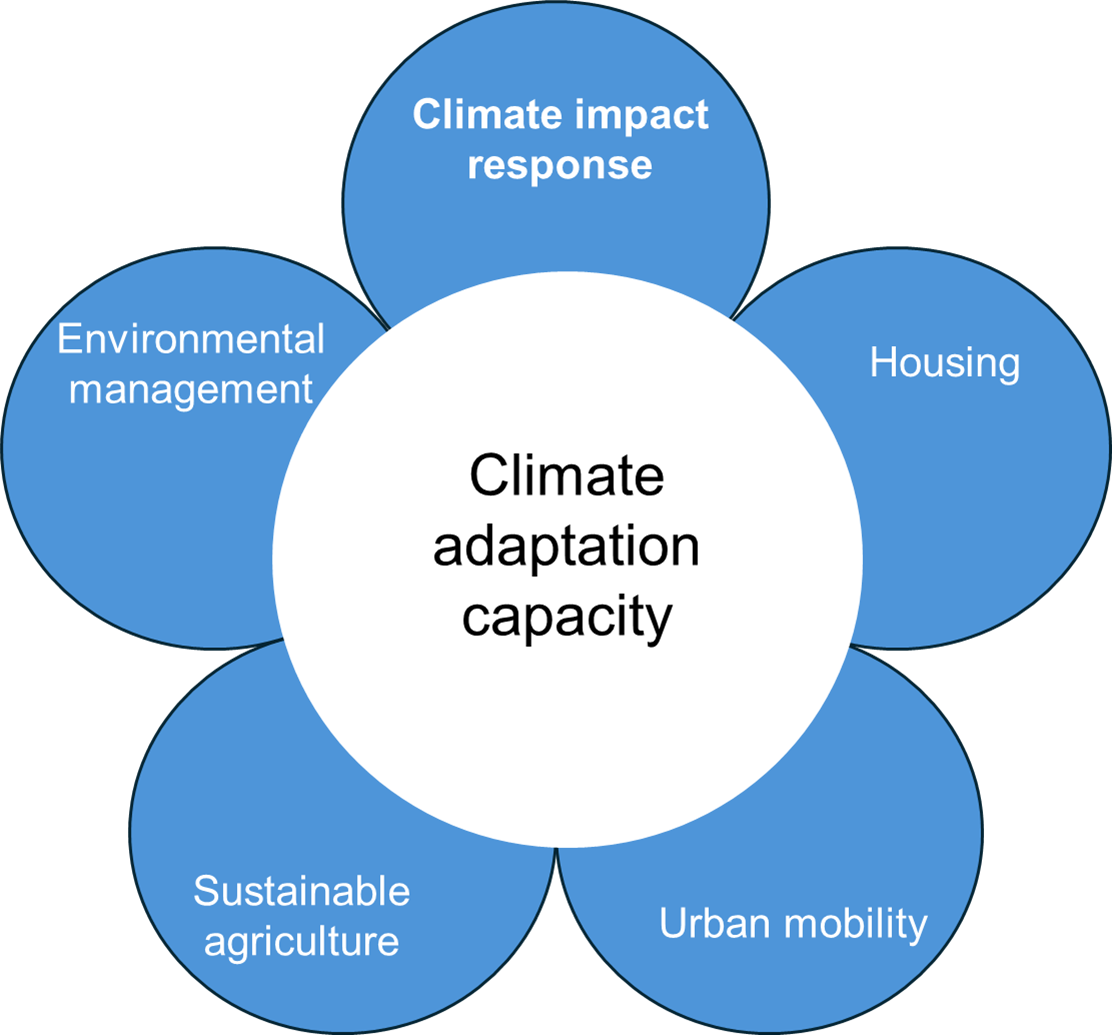 Climate impact
response
Environmental
management
Housing
Climate
adaptation
capacity
Sustainable
agriculture
Urban mobility